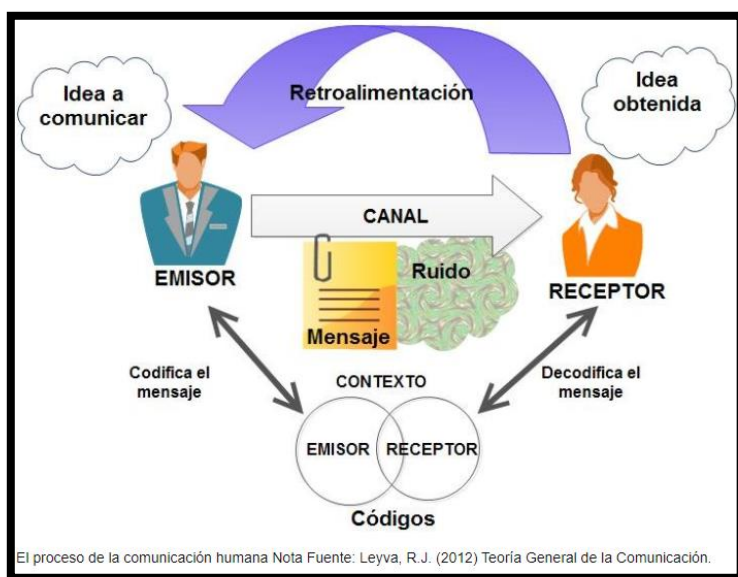 Idea a
comunicar
Retroalimentación
Idea
obtenida
CANAL
EMISOR
Mensaje
Ruido
RECEPTOR
Codifica el
mensaje
CONTEXTO
Decodifica el
mensaje
EMISOR
RECEPTOR
Códigos
El proceso de la comunicación humana Nota Fuente: Leyva, R.J. (2012) Teoría General de la Comunicación.